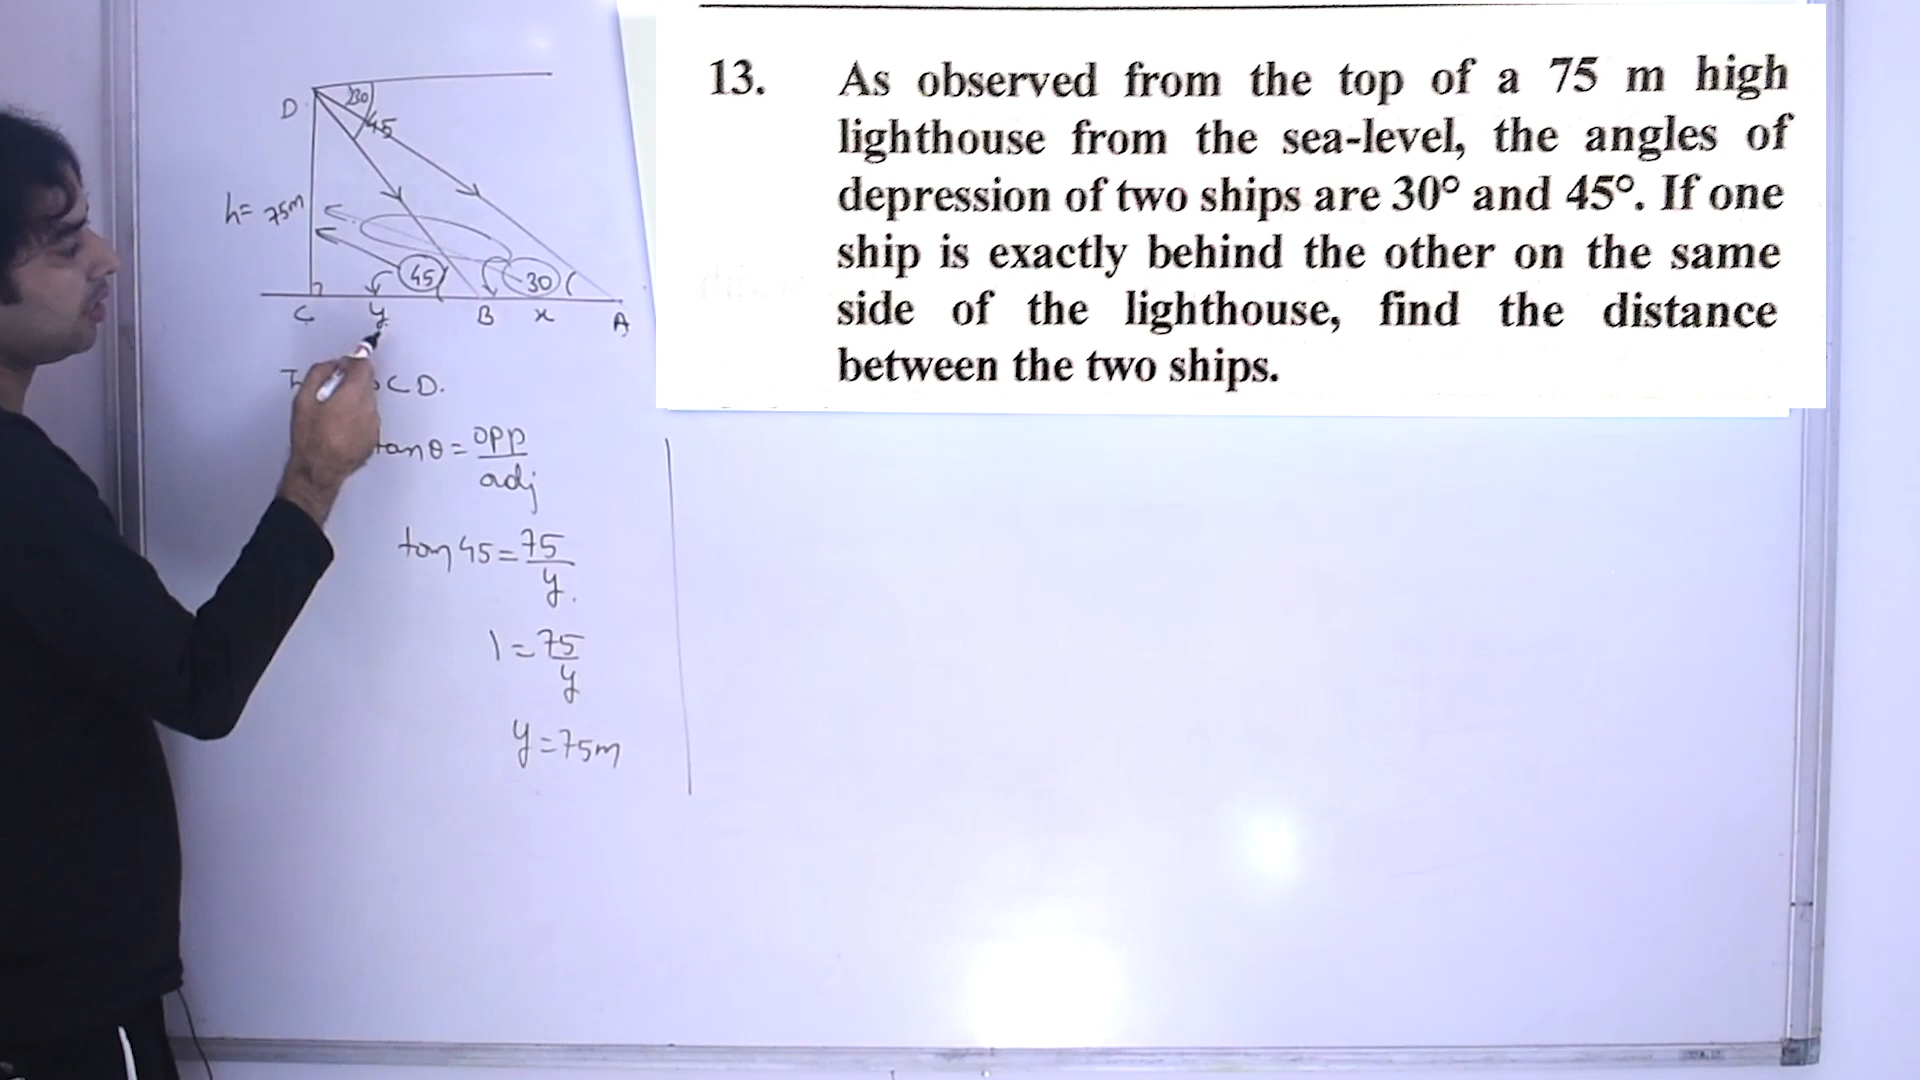 13. As observed from the top of a 75 m high
lighthouse from the sea-level, the angles of
depression of two ships are 30° and 45°. If one
ship is exactly behind the other on the same
side of the lighthouse, find the distance
between the two ships.
D
30
45
h= 75m
45
30
C y B x A
CD.
tanθ = opp
adj
tan 45 = 75
y.
1 = 75
y
y = 75m